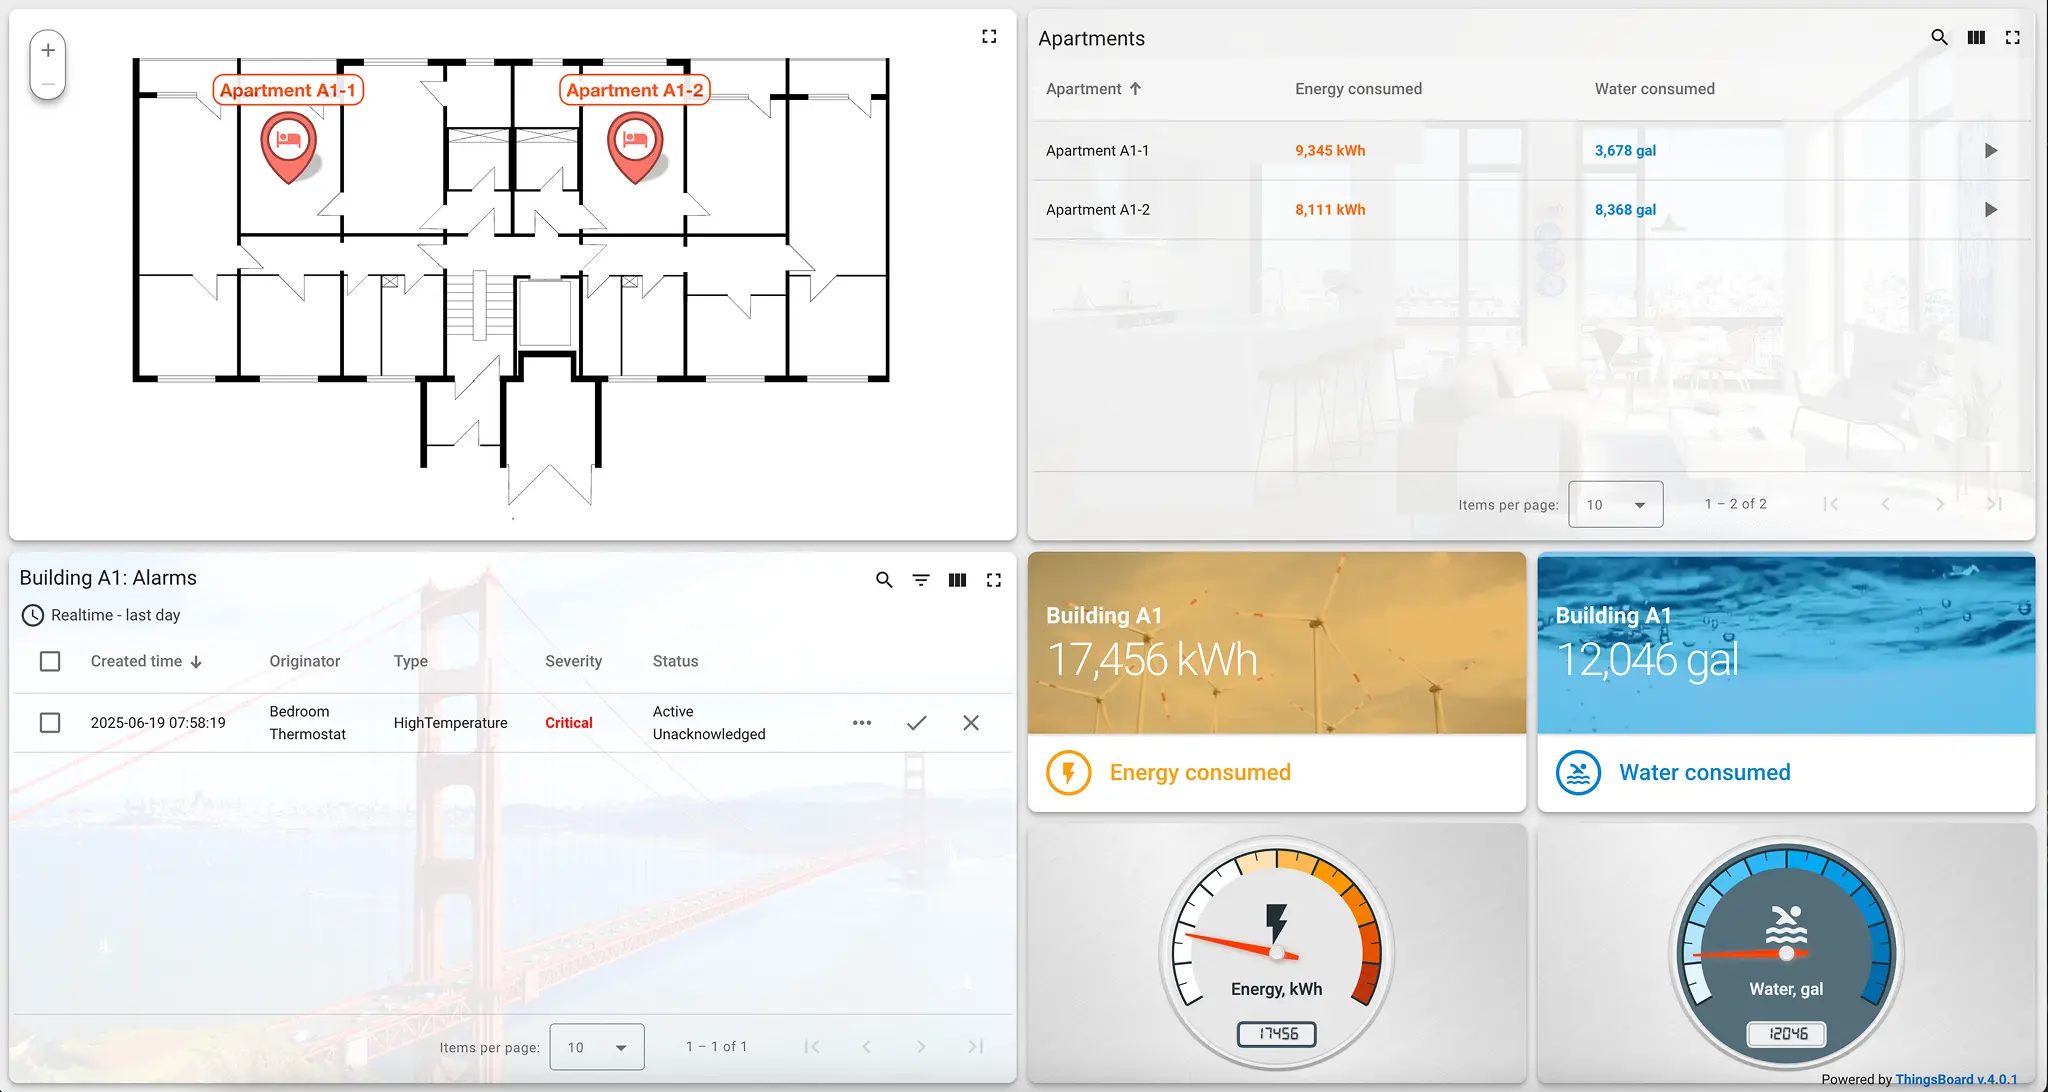 Apartment A1-1
Apartment A1-2
Apartments
Apartment Energy consumed Water consumed
Apartment A1-1 9,345 kWh 3,678 gal
Apartment A1-2 8,111 kWh 8,368 gal
Items per page: 10 1 – 2 of 2
Building A1: Alarms
Realtime - last day
Created time Originator Type Severity Status
2025-06-19 07:58:19 Bedroom Thermostat HighTemperature Critical Active Unacknowledged
Items per page: 10 1 – 1 of 1
Building A1
17,456 kWh
Energy consumed
Building A1
12,046 gal
Water consumed
Energy, kWh
17456
Water, gal
12046
Powered by ThingsBoard v.4.0.1